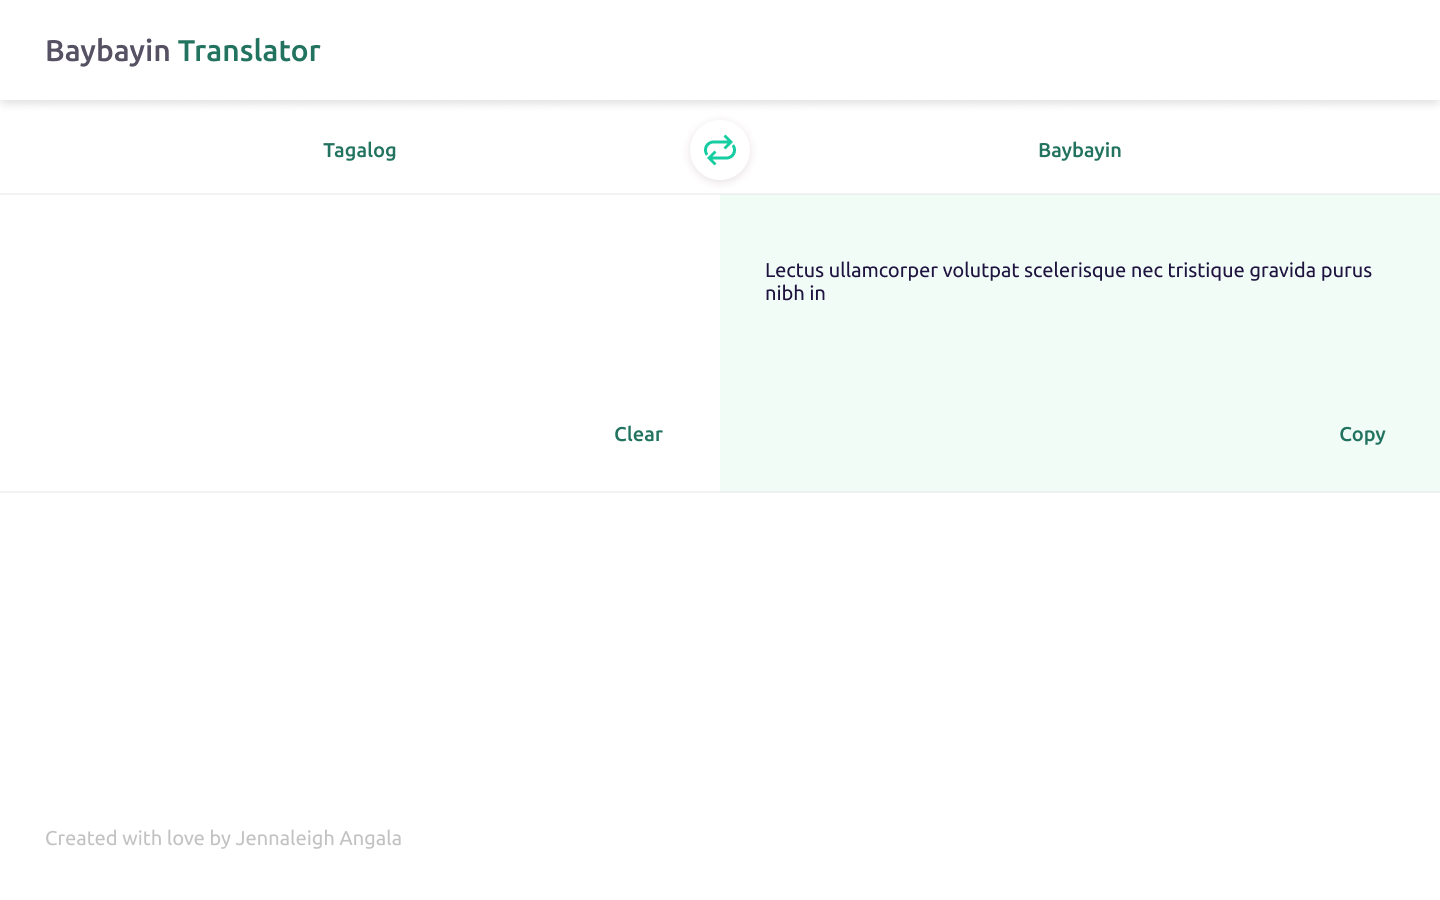 Baybayin Translator
Tagalog
Baybayin
Lectus ullamcorper volutpat scelerisque nec tristique gravida purus
nibh in
Clear
Copy
Created with love by Jennaleigh Angala